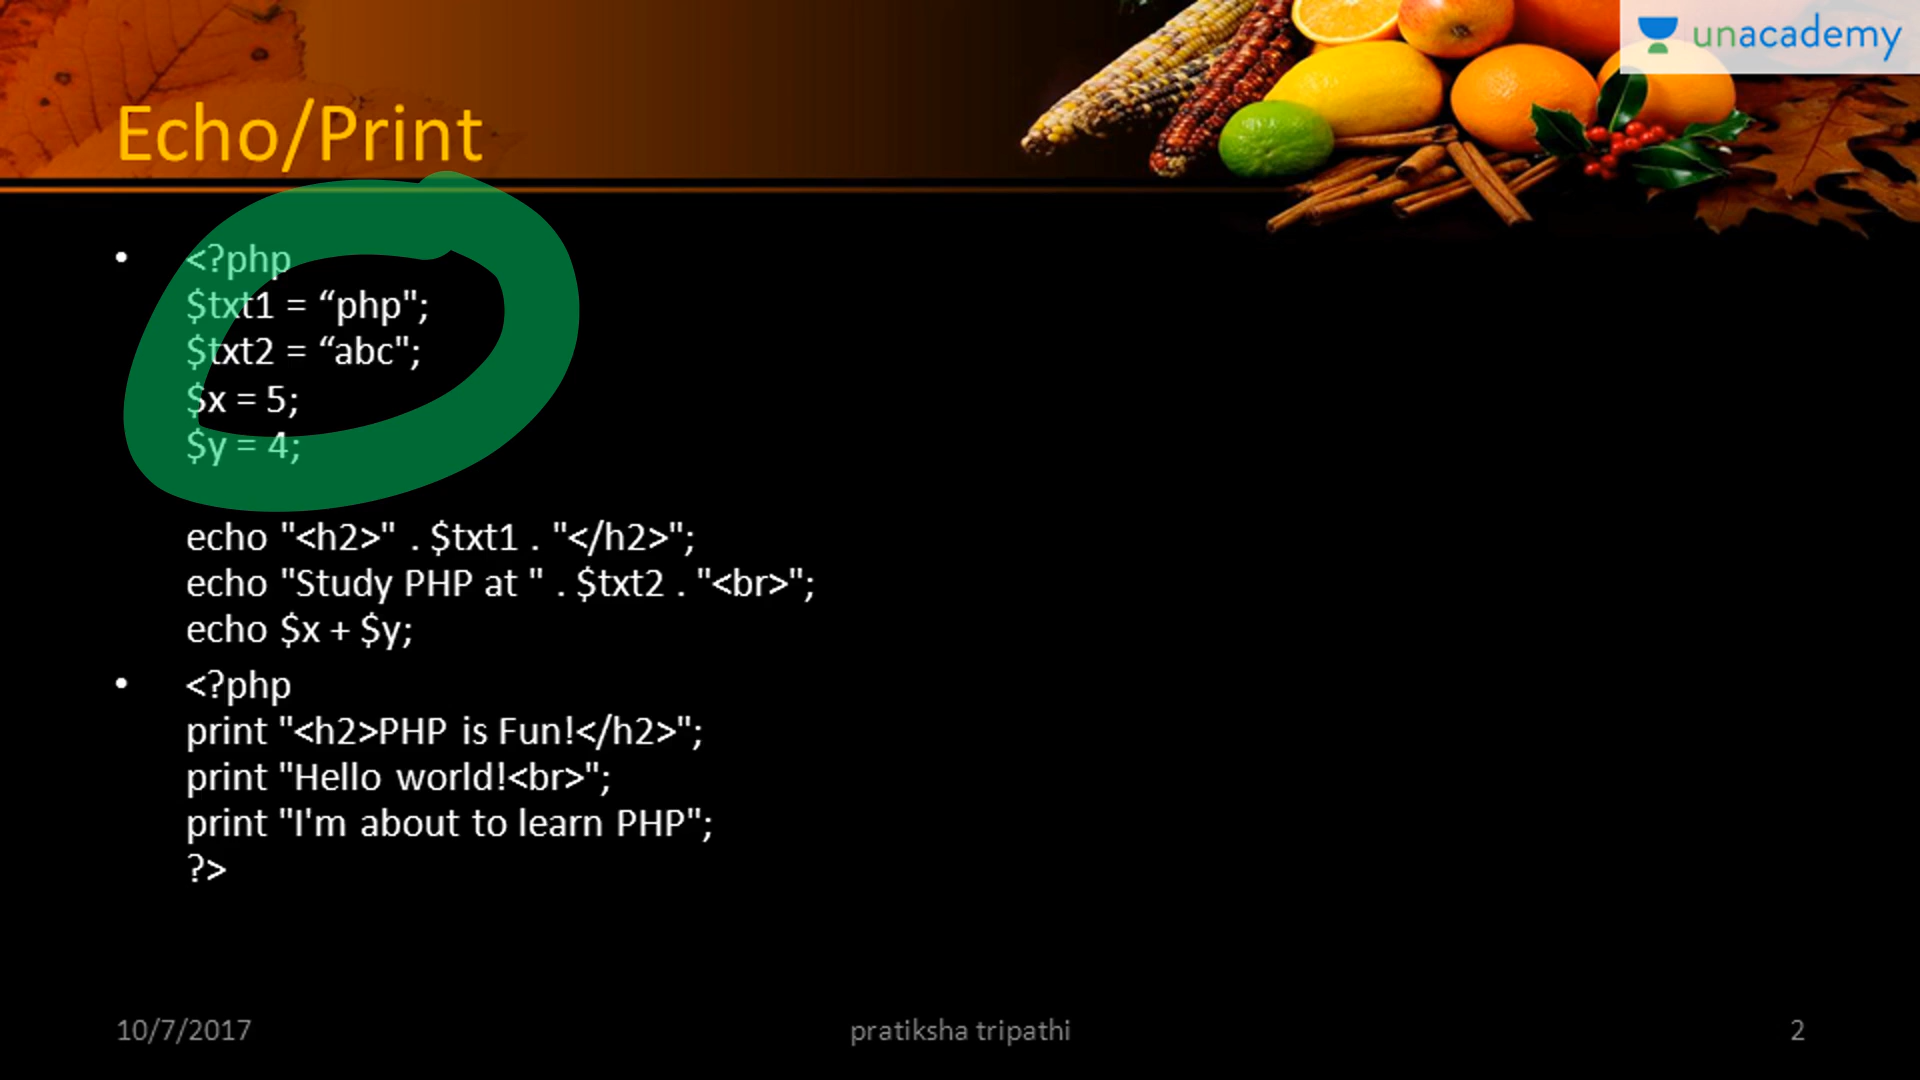 unacademy
Echo/Print
• <?php
$txt1 = “php";
$txt2 = “abc";
$x = 5;
$y = 4;
echo "<h2>" . $txt1 . "</h2>";
echo "Study PHP at " . $txt2 . "<br>";
echo $x + $y;
• <?php
print "<h2>PHP is Fun!</h2>";
print "Hello world!<br>";
print "I'm about to learn PHP";
?>
10/7/2017
pratiksha tripathi
2